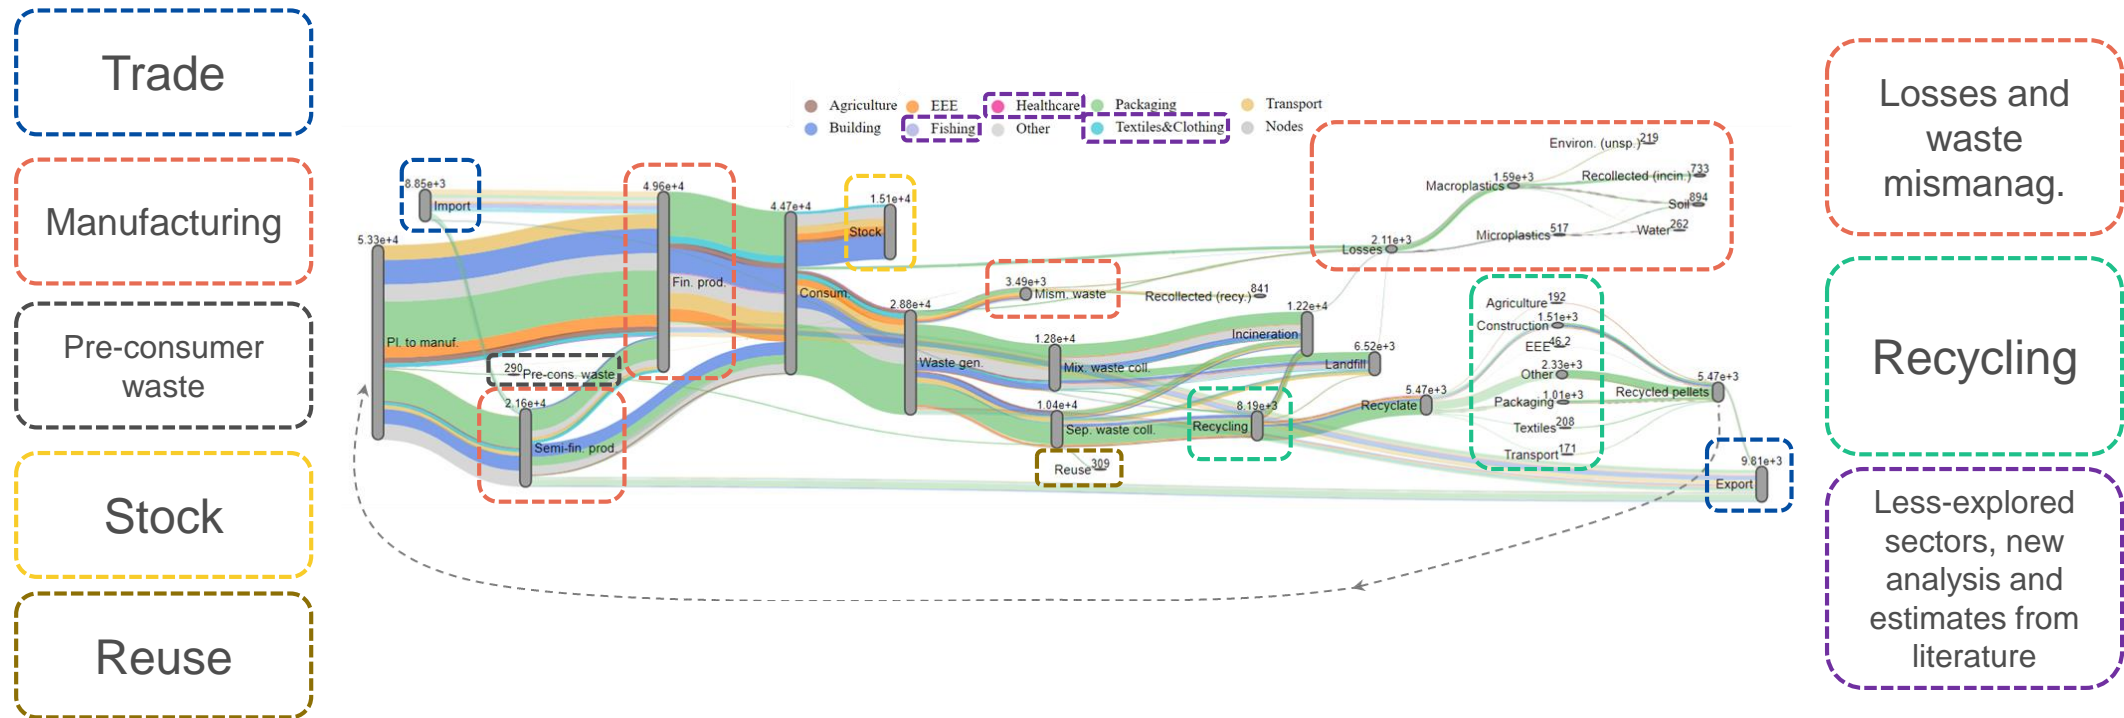 Trade
Manufacturing
Pre-consumer
waste
Stock
Reuse
Agriculture
EEE
Healthcare
Packaging
Transport
Building
Fishing
Other
Textiles&Clothing
Nodes
8.85e+3
Import
5.33e+4
Pl. to manuf.
290
Pre-cons. waste
2.16e+4
Semi-fin. prod.
4.96e+4
Fin. prod.
4.47e+4
Consum.
1.51e+4
Stock
2.88e+4
Waste gen.
3.49e+3
Mism. waste
Recollected (recy.)
841
1.28e+4
Mix. waste coll.
1.04e+4
Sep. waste coll.
Reuse
309
1.22e+4
Incineration
6.52e+3
Landfill
8.19e+3
Recycling
5.47e+3
Recyclate
2.11e+3
Losses
1.59e+3
Macroplastics
Microplastics
517
Environ. (unsp.)
219
Recollected (incin.)
733
Soil
894
Water
262
Agriculture
192
1.51e+3
Construction
EEE
46.2
2.33e+3
Other
Packaging
1.01e+3
Textiles
208
Transport
171
5.47e+3
Recycled pellets
9.81e+3
Export
Losses and
waste
mismanag.
Recycling
Less-explored
sectors, new
analysis and
estimates from
literature